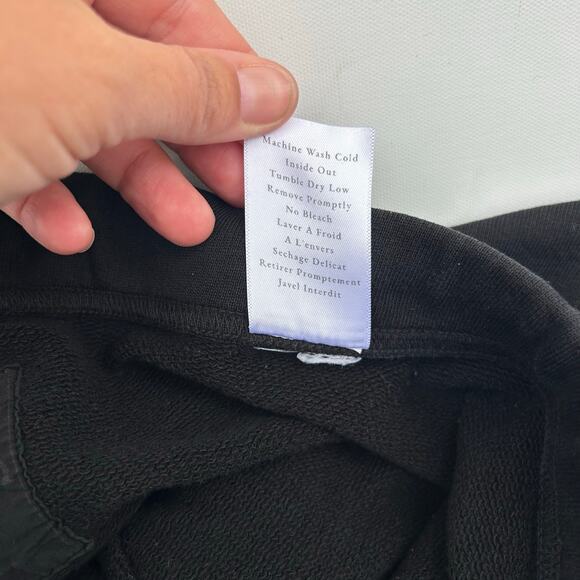 Machine Wash Cold
Inside Out
Tumble Dry Low
Remove Promptly
No Bleach
Laver A Froid
A L'envers
Sechage Delicat
Retirer Promptement
Javel Interdit